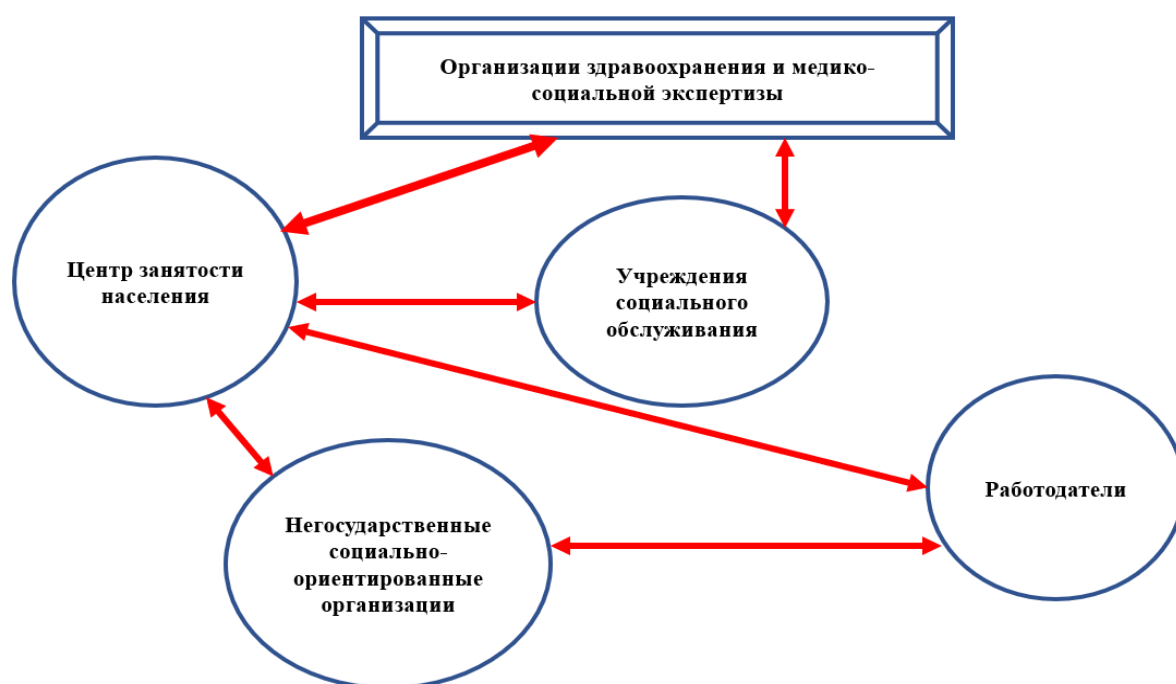 Организации здравоохранения и медико-
социальной экспертизы
Центр занятости
населения
Учреждения
социального
обслуживания
Работодатели
Негосударственные
социально-
ориентированные
организации